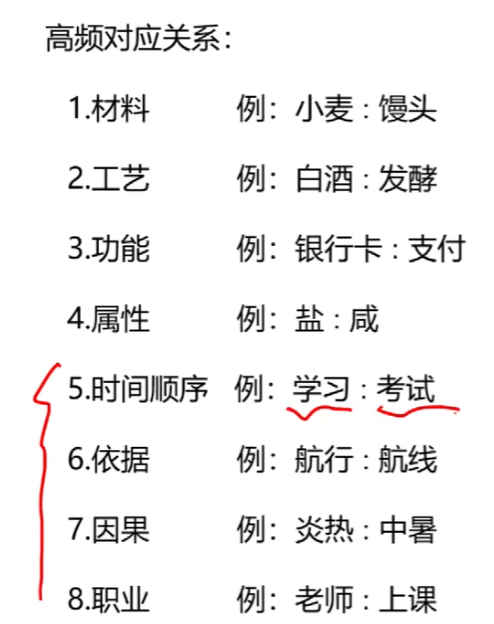 高频对应关系：
1.材料 例：小麦：馒头
2.工艺 例：白酒：发酵
3.功能 例：银行卡：支付
4.属性 例：盐：咸
5.时间顺序 例：学习：考试
6.依据 例：航行：航线
7.因果 例：炎热：中暑
8.职业 例：老师：上课